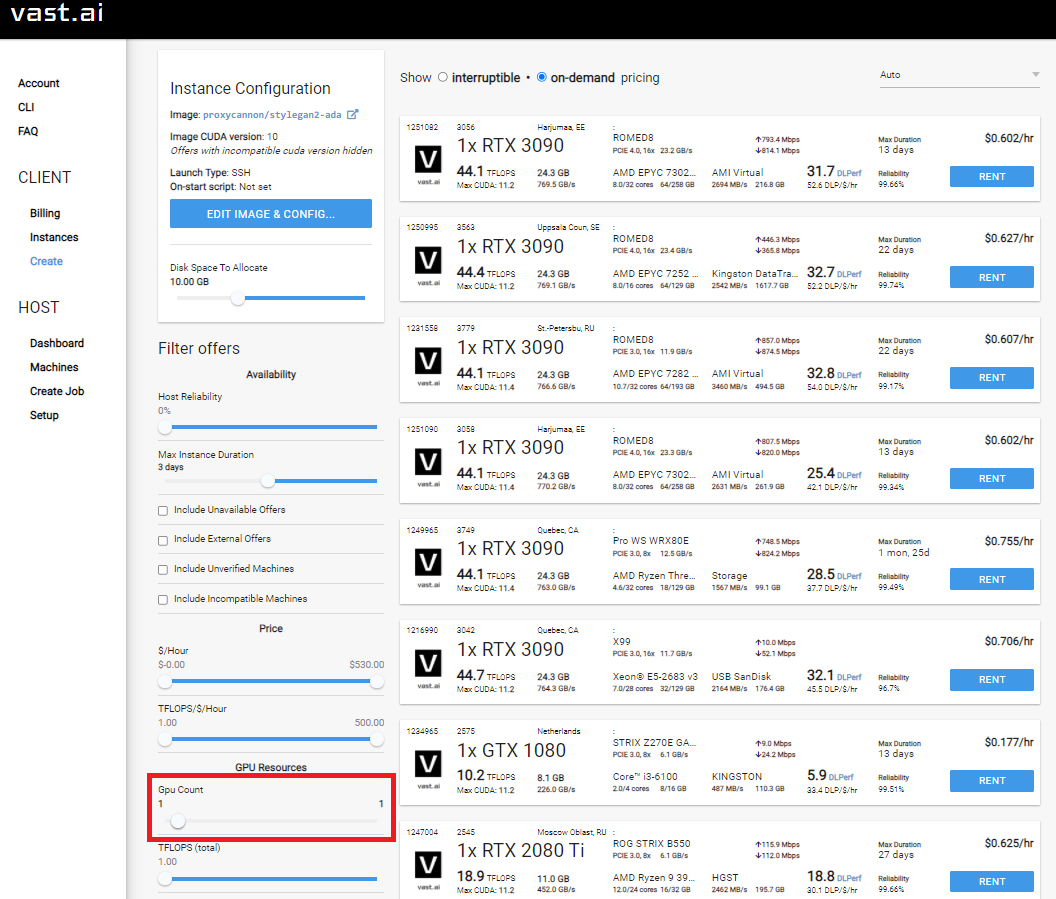 vast.ai
Account
CLI
FAQ
CLIENT
Billing
Instances
Create
HOST
Dashboard
Machines
Create Job
Setup
Instance Configuration
Image: proxycannon/stylegan2-ada
Image CUDA version: 10
Offers with incompatible cuda version hidden
Launch Type: SSH
On-start script: Not set
EDIT IMAGE & CONFIG...
Disk Space To Allocate
10.00 GB
Filter offers
Availability
Host Reliability
0%
Max Instance Duration
3 days
Include Unavailable Offers
Include External Offers
Include Unverified Machines
Include Incompatible Machines
Price
$/Hour
$-0.00 $530.00
TFLOPS/$/Hour
1.00 500.00
GPU Resources
Gpu Count
1 1
TFLOPS (total)
1.00
Show interruptible • on-demand pricing
Auto
1251082 3056 Harjumaa, EE :
1x RTX 3090 ROMED8 ↑793.4 Mbps Max Duration $0.602/hr
PCIE 4.0, 16x 23.2 GB/s ↓814.1 Mbps 13 days
vast.ai 44.1 TFLOPS 24.3 GB AMD EPYC 7302... AMI Virtual 31.7 DLPerf Reliability RENT
Max CUDA: 11.2 769.5 GB/s 8.0/32 cores 64/258 GB 2694 MB/s 216.8 GB 52.6 DLP/$/hr 99.66%
1250995 3563 Uppsala Coun, SE :
1x RTX 3090 ROMED8 ↑446.3 Mbps Max Duration $0.627/hr
PCIE 4.0, 16x 23.4 GB/s ↓365.8 Mbps 22 days
vast.ai 44.4 TFLOPS 24.3 GB AMD EPYC 7252 ... Kingston DataTra... 32.7 DLPerf Reliability RENT
Max CUDA: 11.2 769.1 GB/s 8.0/16 cores 64/129 GB 2542 MB/s 1617.7 GB 52.2 DLP/$/hr 99.74%
1231558 3779 St.-Petersbu, RU :
1x RTX 3090 ROMED8 ↑857.0 Mbps Max Duration $0.607/hr
PCIE 3.0, 16x 11.9 GB/s ↓874.5 Mbps 22 days
vast.ai 44.1 TFLOPS 24.3 GB AMD EPYC 7282 ... AMI Virtual 32.8 DLPerf Reliability RENT
Max CUDA: 11.2 766.6 GB/s 10.7/32 cores 64/193 GB 3460 MB/s 494.5 GB 54.0 DLP/$/hr 99.17%
1251090 3058 Harjumaa, EE :
1x RTX 3090 ROMED8 ↑807.5 Mbps Max Duration $0.602/hr
PCIE 4.0, 16x 23.3 GB/s ↓820.0 Mbps 13 days
vast.ai 44.1 TFLOPS 24.3 GB AMD EPYC 7302... AMI Virtual 25.4 DLPerf Reliability RENT
Max CUDA: 11.4 770.2 GB/s 8.0/32 cores 64/258 GB 2631 MB/s 261.9 GB 42.1 DLP/$/hr 99.34%
1249965 3749 Quebec, CA :
1x RTX 3090 Pro WS WRX80E ↑748.5 Mbps Max Duration $0.755/hr
PCIE 3.0, 8x 12.5 GB/s ↓824.2 Mbps 1 mon, 25d
vast.ai 44.1 TFLOPS 24.3 GB AMD Ryzen Thre... Storage 28.5 DLPerf Reliability RENT
Max CUDA: 11.4 763.0 GB/s 4.6/32 cores 18/129 GB 1567 MB/s 99.1 GB 37.7 DLP/$/hr 99.49%
1216990 3042 Quebec, CA :
1x RTX 3090 X99 ↑10.0 Mbps $0.706/hr
PCIE 3.0, 16x 11.7 GB/s ↓52.1 Mbps
vast.ai 44.7 TFLOPS 24.3 GB Xeon® E5-2683 v3 USB SanDisk 32.1 DLPerf Reliability RENT
Max CUDA: 11.2 764.3 GB/s 7.0/28 cores 32/129 GB 2164 MB/s 176.4 GB 45.5 DLP/$/hr 96.7%
1234965 2575 Netherlands :
1x GTX 1080 STRIX Z270E GA... ↑9.0 Mbps Max Duration $0.177/hr
PCIE 3.0, 8x 6.1 GB/s ↓24.2 Mbps 13 days
vast.ai 10.2 TFLOPS 8.1 GB Core™ i3-6100 KINGSTON 5.9 DLPerf Reliability RENT
Max CUDA: 11.2 226.0 GB/s 2.0/4 cores 8/16 GB 487 MB/s 110.3 GB 33.4 DLP/$/hr 99.51%
1247004 2545 Moscow Oblast, RU :
1x RTX 2080 Ti ROG STRIX B550 ↑115.9 Mbps Max Duration $0.625/hr
PCIE 3.0, 8x 6.1 GB/s ↓112.0 Mbps 27 days
vast.ai 18.9 TFLOPS 11.0 GB AMD Ryzen 9 39... HGST 18.8 DLPerf Reliability RENT
Max CUDA: 11.2 452.0 GB/s 12.0/24 cores 16/32 GB 2462 MB/s 195.7 GB 30.1 DLP/$/hr 99.66%